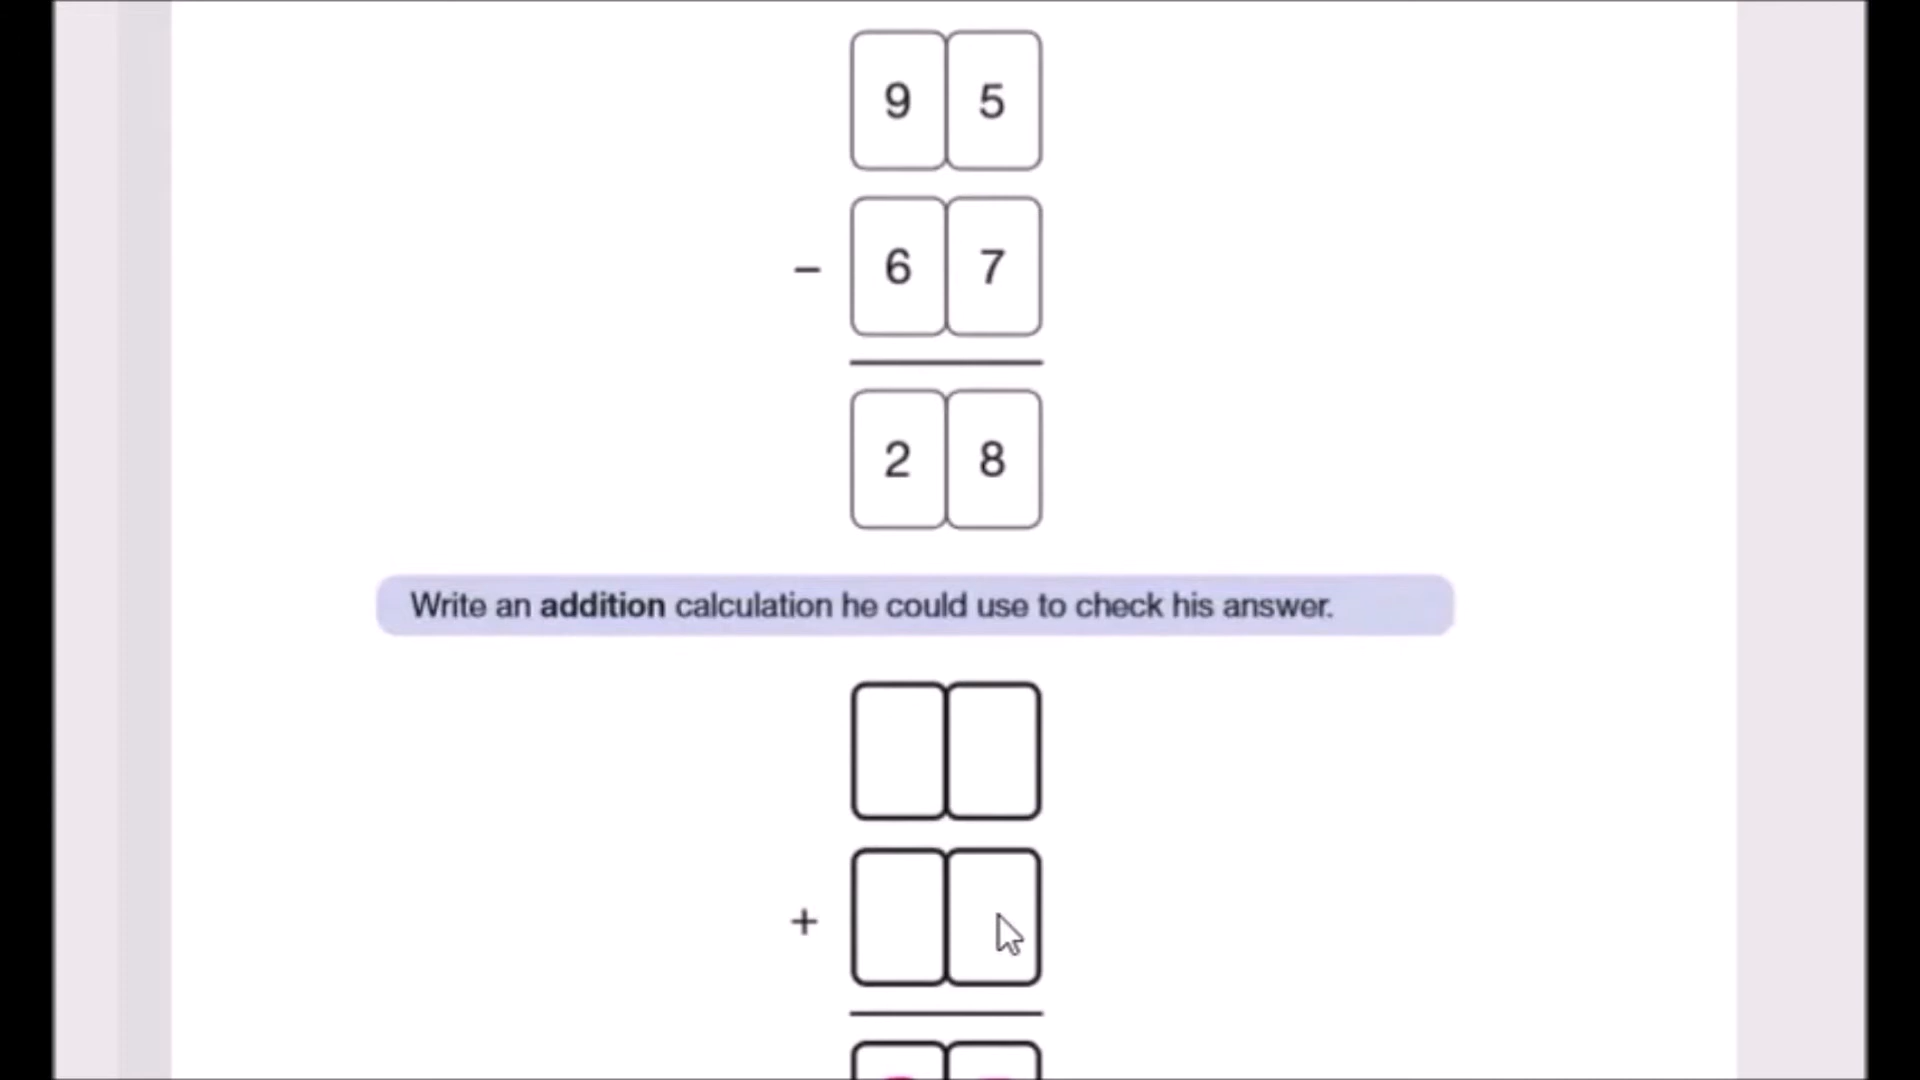 9 5
− 6 7
2 8
Write an addition calculation he could use to check his answer.
+